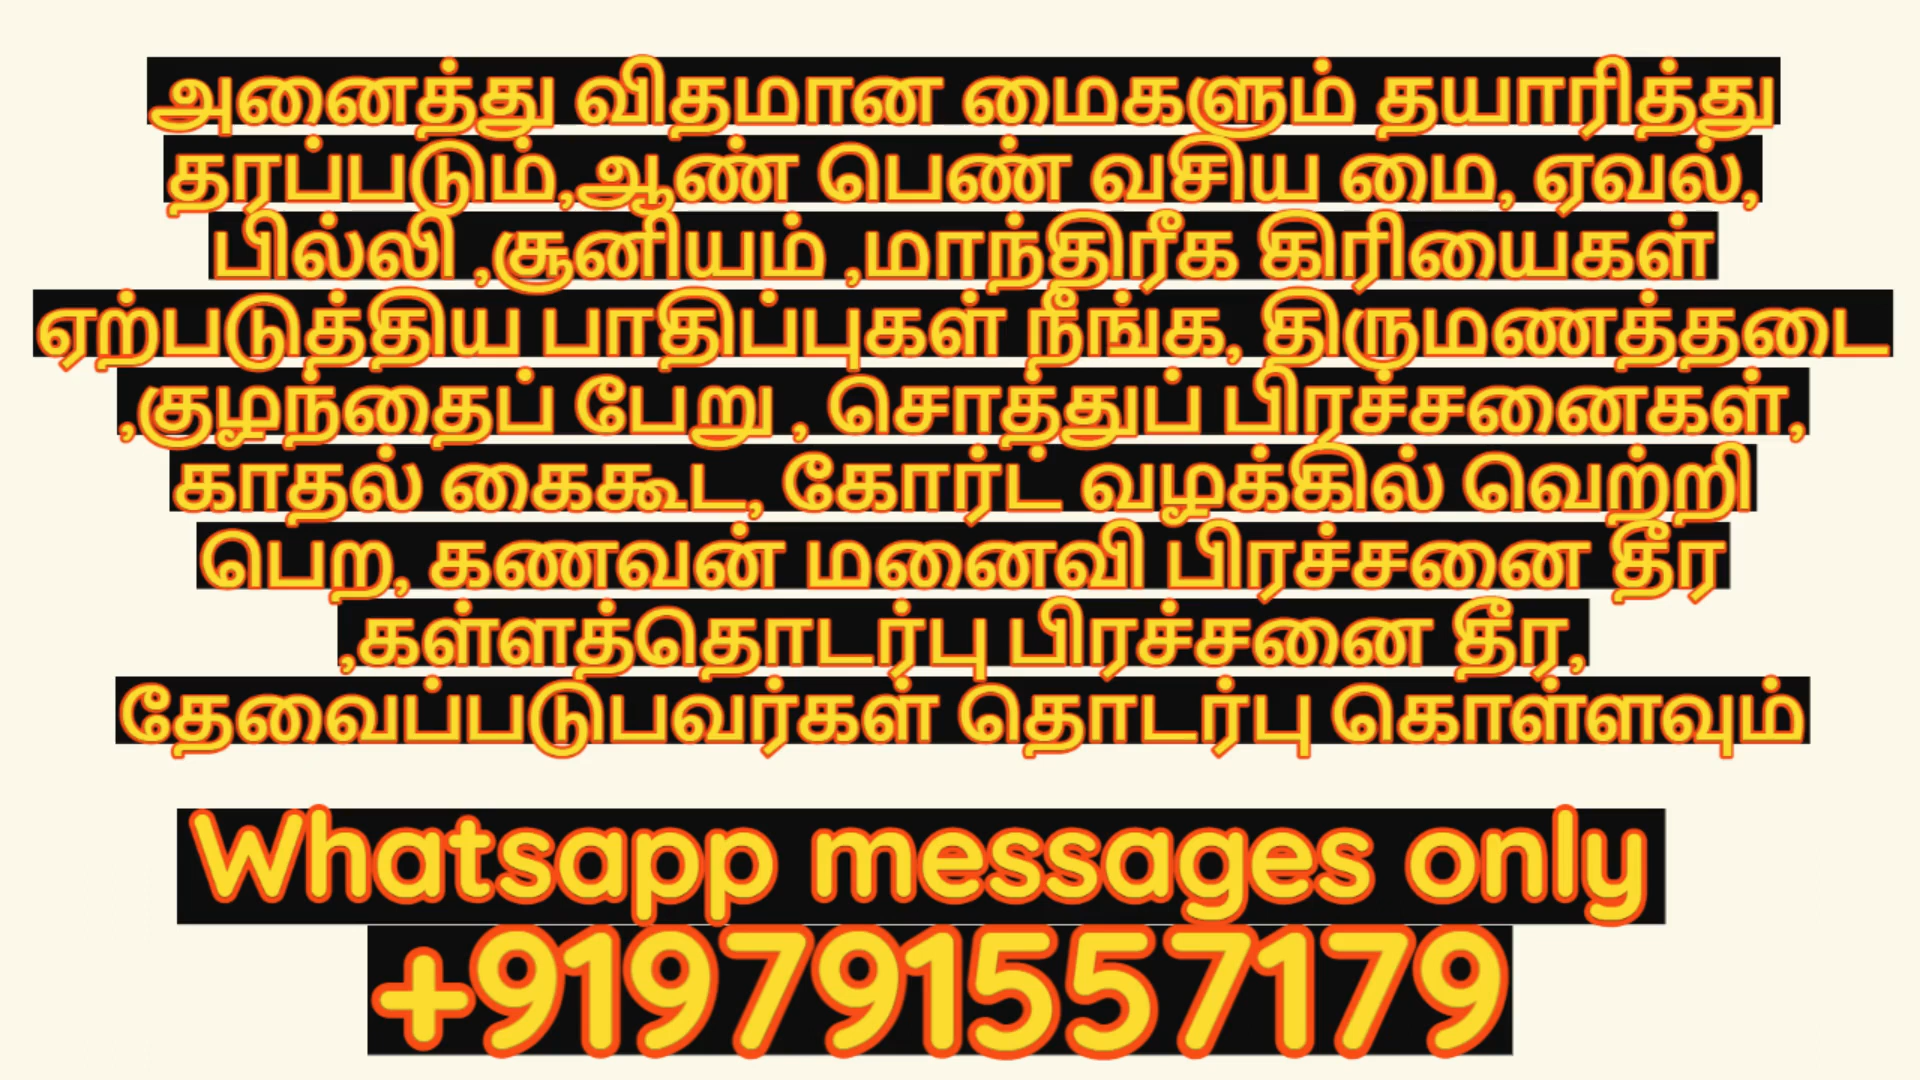 அனைத்து விதமான மைகளும் தயாரித்து
தரப்படும்,ஆண் பெண் வசிய மை, ஏவல்,
பில்லி ,சூனியம் ,மாந்திரீக கிரியைகள்
ஏற்படுத்திய பாதிப்புகள் நீங்க, திருமணத்தடை
,குழந்தைப் பேறு , சொத்துப் பிரச்சனைகள்,
காதல் கைகூட, கோர்ட் வழக்கில் வெற்றி
பெற, கணவன் மனைவி பிரச்சனை தீர
,கள்ளத்தொடர்பு பிரச்சனை தீர,
தேவைப்படுபவர்கள் தொடர்பு கொள்ளவும்
Whatsapp messages only
+919791557179